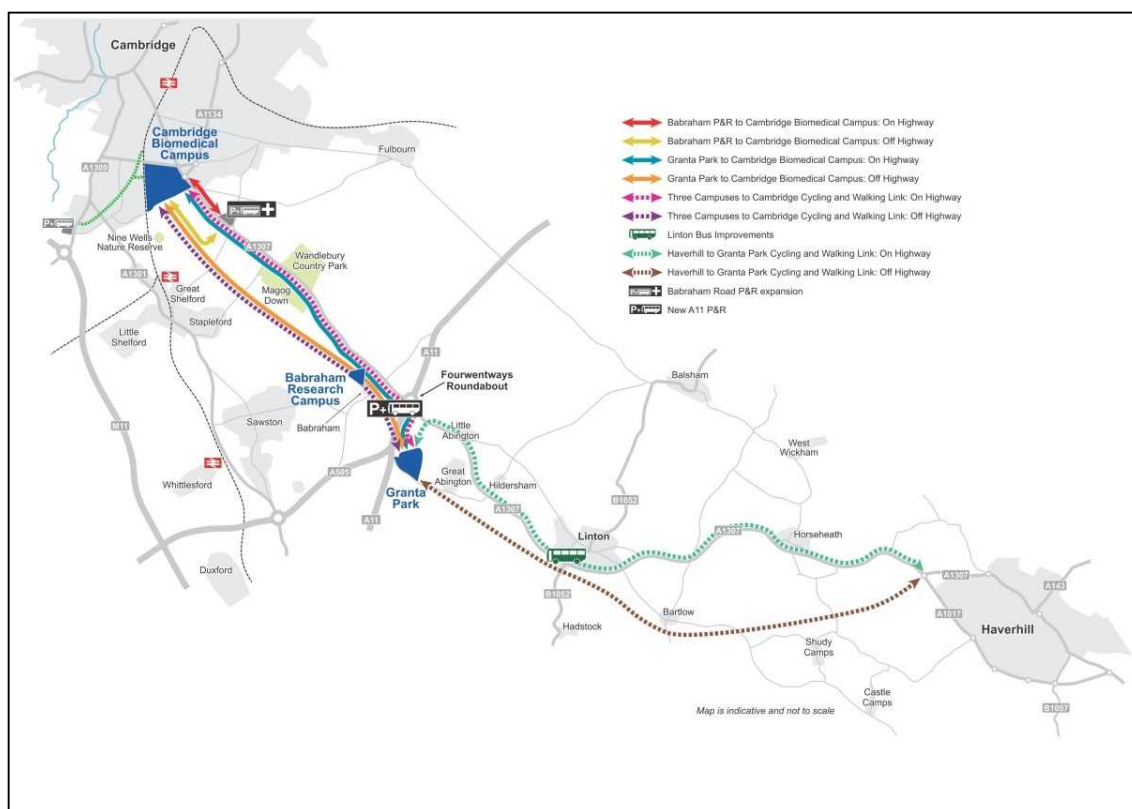 Cambridge
A1134
Cambridge
Biomedical
Campus
Fulbourn
A1309
P+
P+
Nine Wells
Nature Reserve
A1307
Wandlebury
Country Park
A1301
Great
Shelford
Magog
Down
Stapleford
Little
Shelford
A11
Babraham
Research
Campus
Fourwentways
Roundabout
P+
M11
Sawston
Babraham
Little
Abington
Whittlesford
A505
Great
Abington
Hildersham
Granta
Park
A11
A1307
Duxford
Balsham
West
Wickham
B1052
Linton
A1307
Horseheath
B1052
Hadstock
Bartlow
A1307
A143
A1017
Haverhill
Shudy
Camps
Castle
Camps
B1057
Map is indicative and not to scale
Babraham P&R to Cambridge Biomedical Campus: On Highway
Babraham P&R to Cambridge Biomedical Campus: Off Highway
Granta Park to Cambridge Biomedical Campus: On Highway
Granta Park to Cambridge Biomedical Campus: Off Highway
Three Campuses to Cambridge Cycling and Walking Link: On Highway
Three Campuses to Cambridge Cycling and Walking Link: Off Highway
Linton Bus Improvements
Haverhill to Granta Park Cycling and Walking Link: On Highway
Haverhill to Granta Park Cycling and Walking Link: Off Highway
P+ + Babraham Road P&R expansion
P+ New A11 P&R